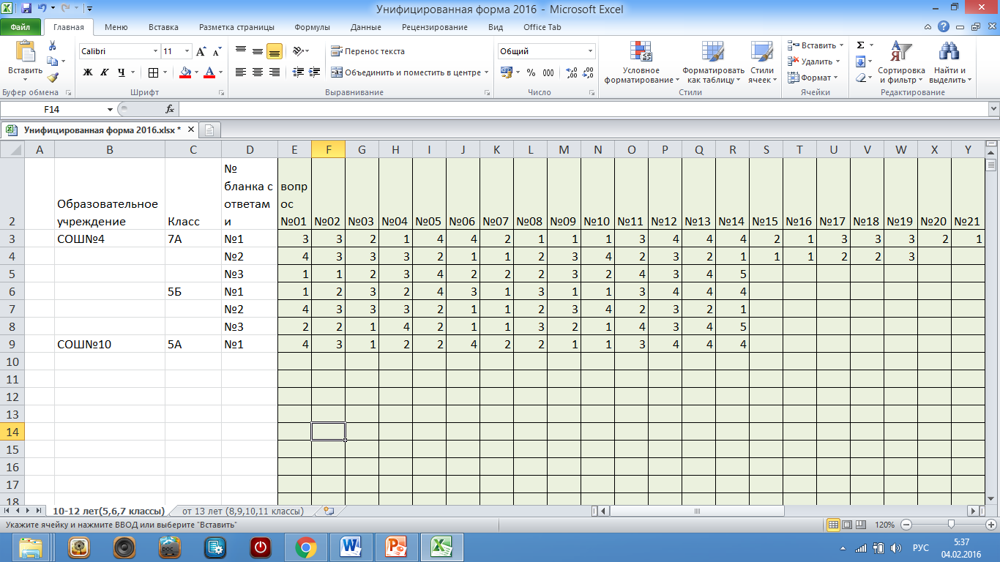 Унифицированная форма 2016 - Microsoft Excel
Файл Главная Меню Вставка Разметка страницы Формулы Данные Рецензирование Вид Office Tab
Вставить
Буфер обмена
Calibri 11
Ж К Ч
Шрифт
Перенос текста
Объединить и поместить в центре
Выравнивание
Общий
% 000
Число
Условное форматирование
Форматировать как таблицу
Стили ячеек
Стили
Вставить
Удалить
Формат
Ячейки
Сортировка и фильтр
Найти и выделить
Редактирование
F14 fx
Унифицированная форма 2016.xlsx *
A B C D E F G H I J K L M N O P Q R S T U V W X Y
2 Образовательное учреждение Класс № бланка с ответами вопрос №01 №02 №03 №04 №05 №06 №07 №08 №09 №10 №11 №12 №13 №14 №15 №16 №17 №18 №19 №20 №21
3 СОШ№4 7А №1 3 3 2 1 4 4 2 1 1 1 3 4 4 4 2 1 3 3 3 2 1
4 №2 4 3 3 3 2 1 1 2 3 4 2 3 2 1 1 1 2 2 3
5 №3 1 1 2 3 4 2 2 2 3 2 4 3 4 5
6 5Б №1 1 2 3 2 4 3 1 3 1 1 3 4 4 4
7 №2 4 3 3 3 2 1 1 2 3 4 2 3 2 1
8 №3 2 2 1 4 2 1 1 3 2 1 4 3 4 5
9 СОШ№10 5А №1 4 3 1 2 2 4 2 2 1 1 3 4 4 4
10
11
12
13
14
15
16
17
18
10-12 лет(5,6,7 классы) от 13 лет (8,9,10,11 классы)
Укажите ячейку и нажмите ВВОД или выберите "Вставить" 120%
DOC
РУС
5:37
04.02.2016